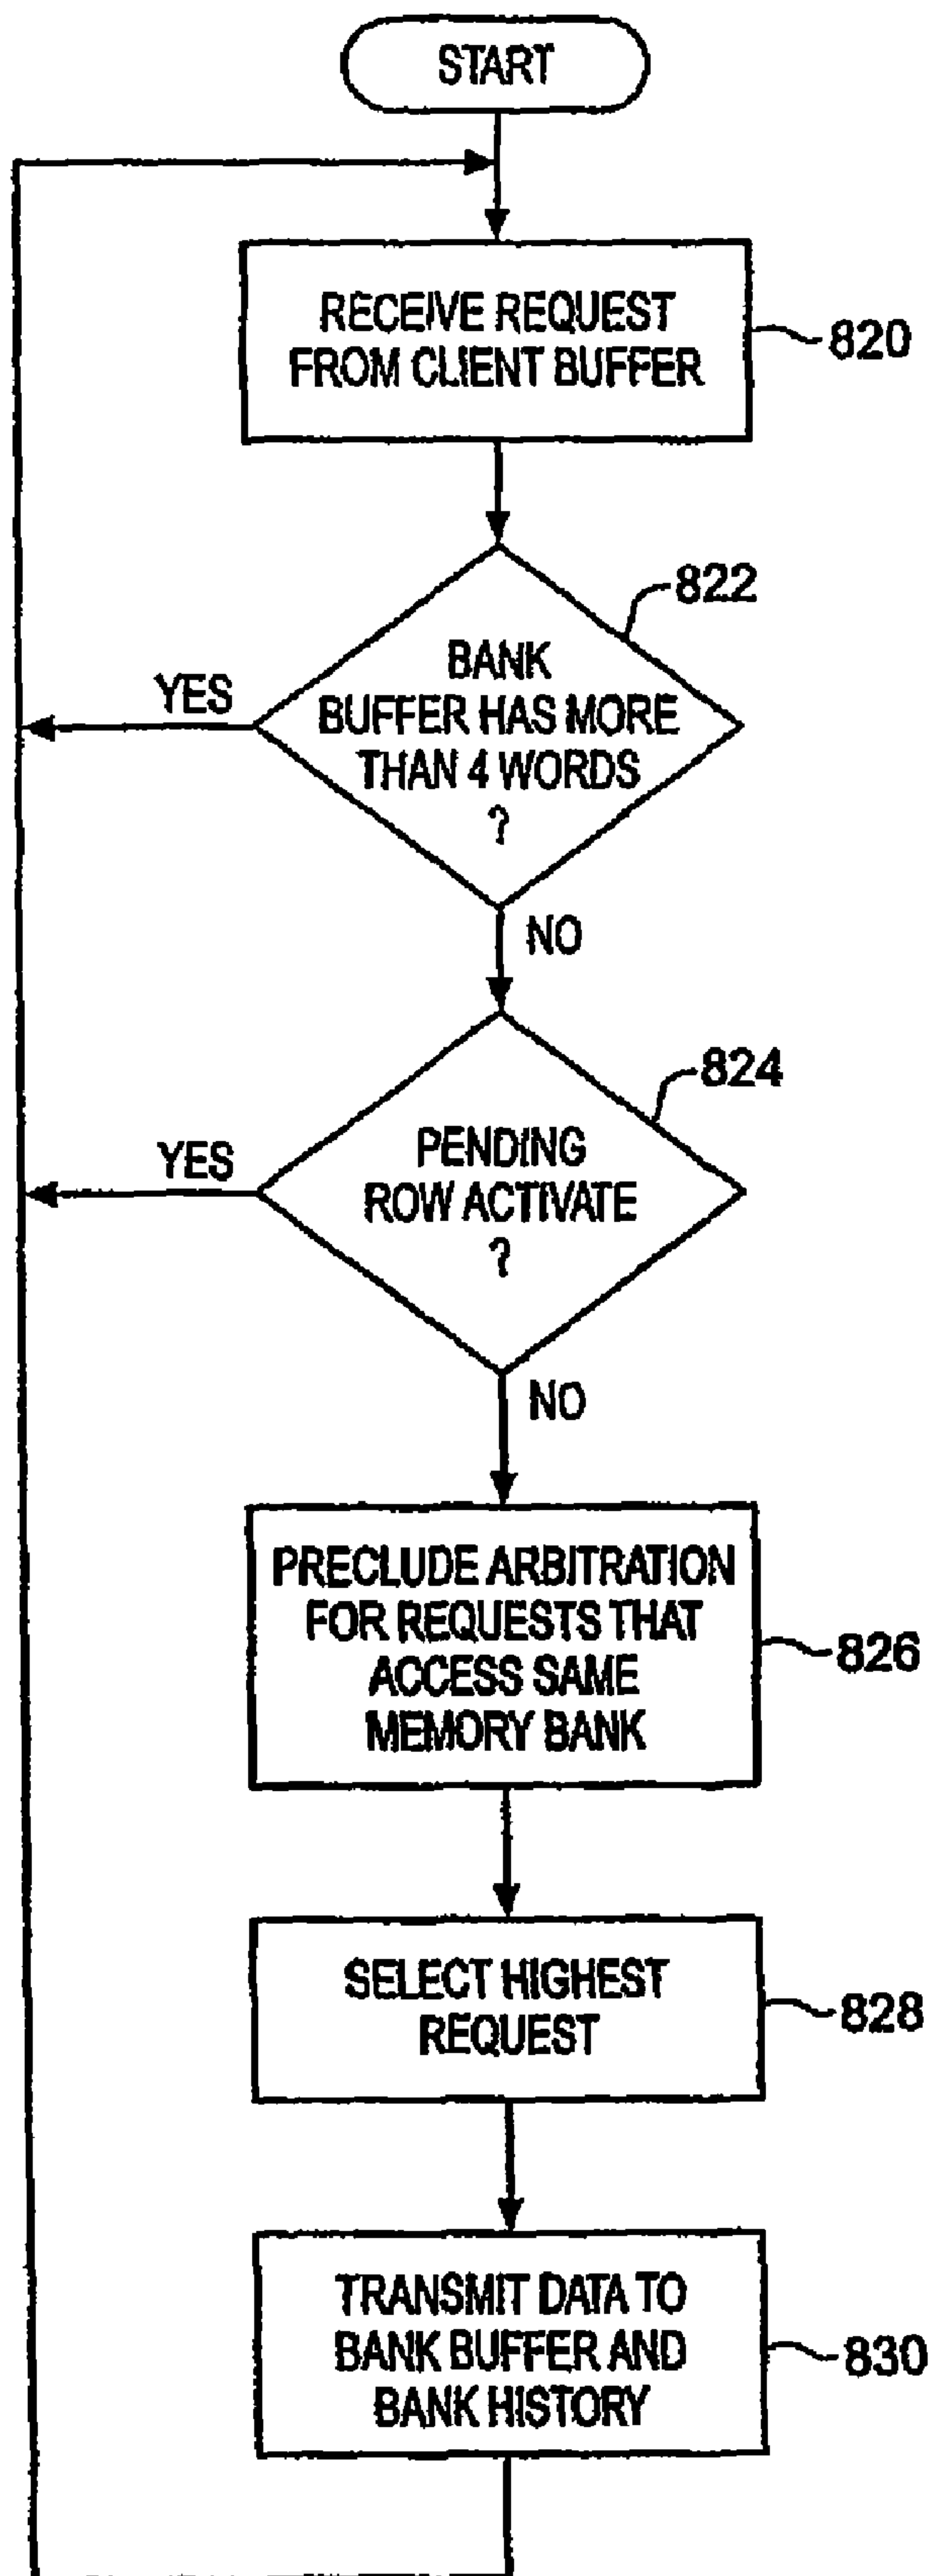 START
RECEIVE REQUEST
FROM CLIENT BUFFER
820
822
BANK
BUFFER HAS MORE
THAN 4 WORDS
?
YES
NO
824
PENDING
ROW ACTIVATE
?
YES
NO
PRECLUDE ARBITRATION
FOR REQUESTS THAT
ACCESS SAME
MEMORY BANK
826
SELECT HIGHEST
REQUEST
828
TRANSMIT DATA TO
BANK BUFFER AND
BANK HISTORY
830